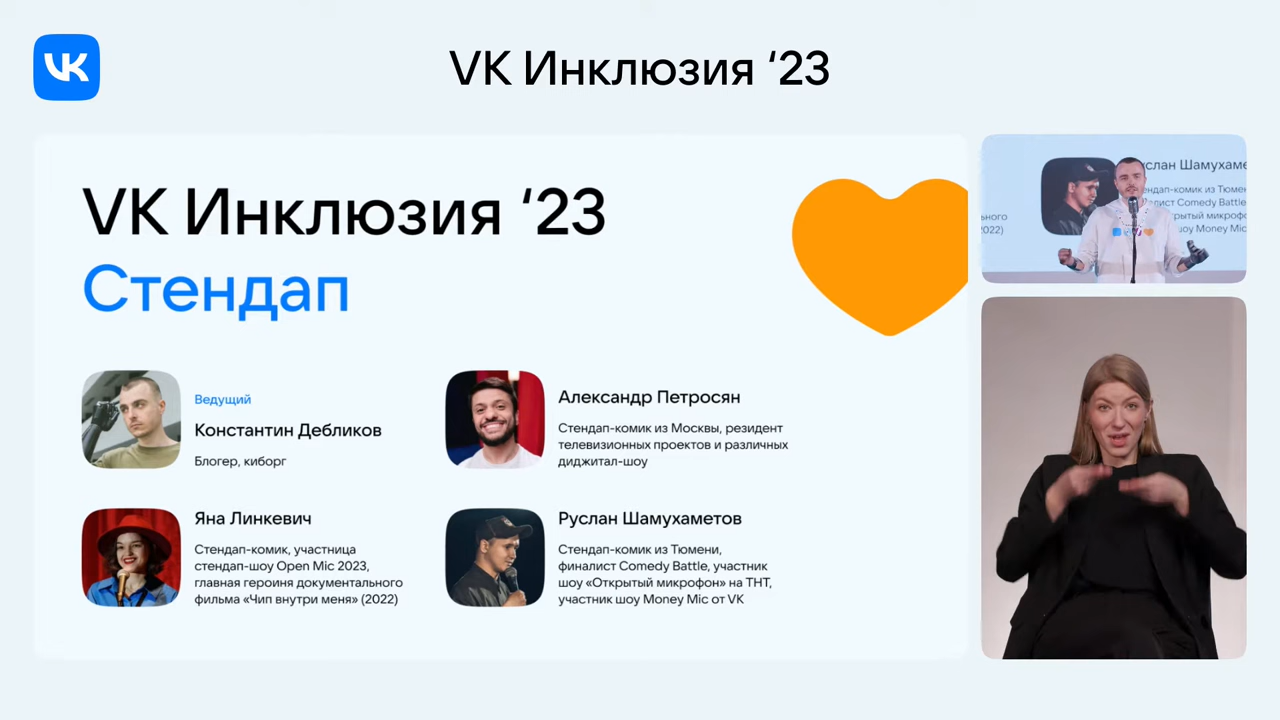 VK
VK Инклюзия ‘23
VK Инклюзия ‘23
Стендап
Ведущий
Константин Дебликов
Блогер, киборг
Александр Петросян
Стендап-комик из Москвы, резидент
телевизионных проектов и различных
диджитал-шоу
Яна Линкевич
Стендап-комик, участница
стендап-шоу Open Mic 2023,
главная героиня документального
фильма «Чип внутри меня» (2022)
Руслан Шамухаметов
Стендап-комик из Тюмени,
финалист Comedy Battle, участник
шоу «Открытый микрофон» на ТНТ,
участник шоу Money Mic от VK